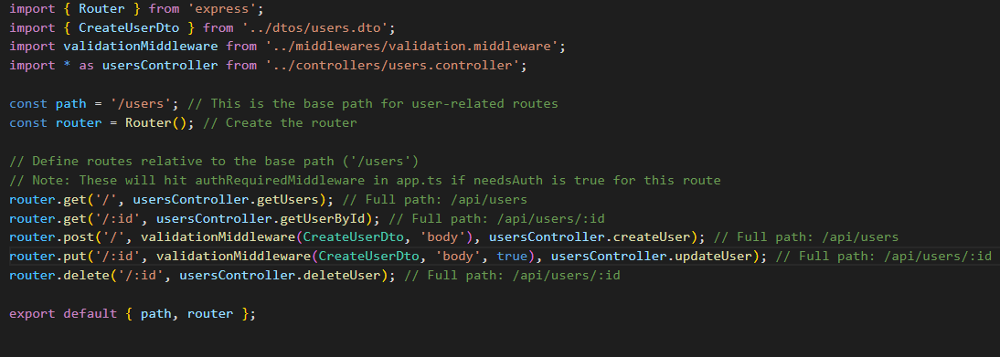 import { Router } from 'express';
import { CreateUserDto } from '../dtos/users.dto';
import validationMiddleware from '../middlewares/validation.middleware';
import * as usersController from '../controllers/users.controller';
const path = '/users'; // This is the base path for user-related routes
const router = Router(); // Create the router
// Define routes relative to the base path ('/users')
// Note: These will hit authRequiredMiddleware in app.ts if needsAuth is true for this route
router.get('/', usersController.getUsers); // Full path: /api/users
router.get('/:id', usersController.getUserById); // Full path: /api/users/:id
router.post('/', validationMiddleware(CreateUserDto, 'body'), usersController.createUser); // Full path: /api/users
router.put('/:id', validationMiddleware(CreateUserDto, 'body', true), usersController.updateUser); // Full path: /api/users/:id
router.delete('/:id', usersController.deleteUser); // Full path: /api/users/:id
export default { path, router };